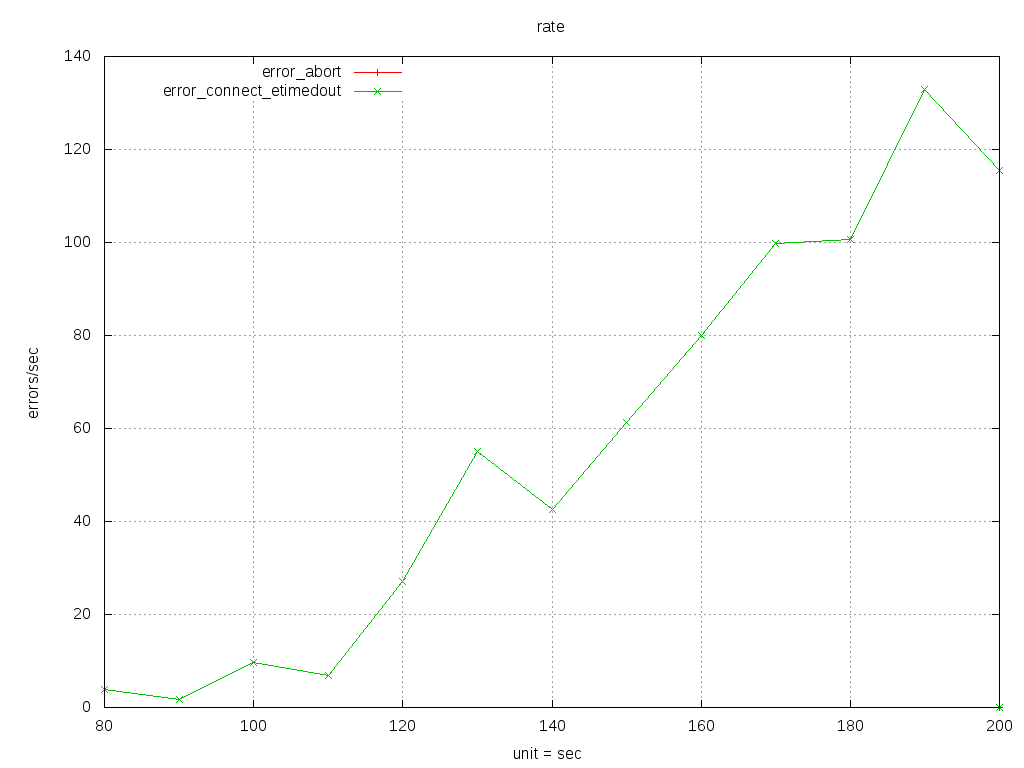 rate
140
error_abort
error_connect_etimedout
120
100
80
60
40
20
0
errors/sec
80 100 120 140 160 180 200
unit = sec